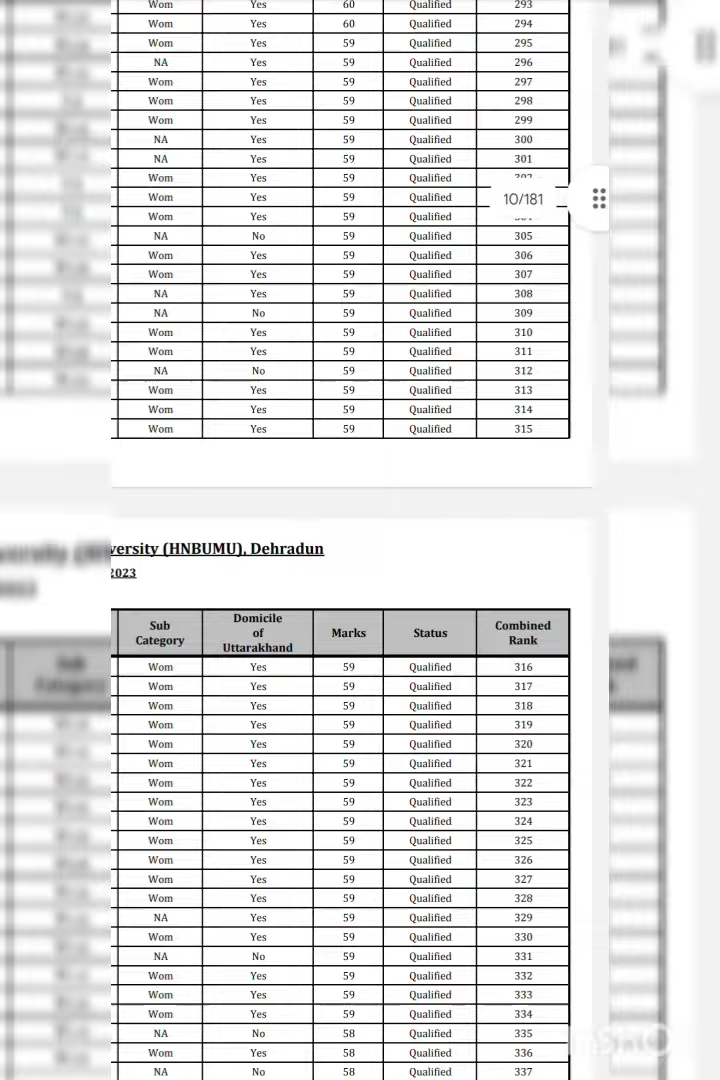 Wom Yes 60 Qualified 293
Wom Yes 60 Qualified 294
Wom Yes 59 Qualified 295
NA Yes 59 Qualified 296
Wom Yes 59 Qualified 297
Wom Yes 59 Qualified 298
Wom Yes 59 Qualified 299
NA Yes 59 Qualified 300
NA Yes 59 Qualified 301
Wom Yes 59 Qualified
Wom Yes 59 Qualified 10/181
Wom Yes 59 Qualified
NA No 59 Qualified 305
Wom Yes 59 Qualified 306
Wom Yes 59 Qualified 307
NA Yes 59 Qualified 308
NA No 59 Qualified 309
Wom Yes 59 Qualified 310
Wom Yes 59 Qualified 311
NA No 59 Qualified 312
Wom Yes 59 Qualified 313
Wom Yes 59 Qualified 314
Wom Yes 59 Qualified 315
versity (HNBUMU), Dehradun
2023
Sub Category Domicile of Uttarakhand Marks Status Combined Rank
Wom Yes 59 Qualified 316
Wom Yes 59 Qualified 317
Wom Yes 59 Qualified 318
Wom Yes 59 Qualified 319
Wom Yes 59 Qualified 320
Wom Yes 59 Qualified 321
Wom Yes 59 Qualified 322
Wom Yes 59 Qualified 323
Wom Yes 59 Qualified 324
Wom Yes 59 Qualified 325
Wom Yes 59 Qualified 326
Wom Yes 59 Qualified 327
Wom Yes 59 Qualified 328
NA Yes 59 Qualified 329
Wom Yes 59 Qualified 330
NA No 59 Qualified 331
Wom Yes 59 Qualified 332
Wom Yes 59 Qualified 333
Wom Yes 59 Qualified 334
NA No 58 Qualified 335
Wom Yes 58 Qualified 336
NA No 58 Qualified 337